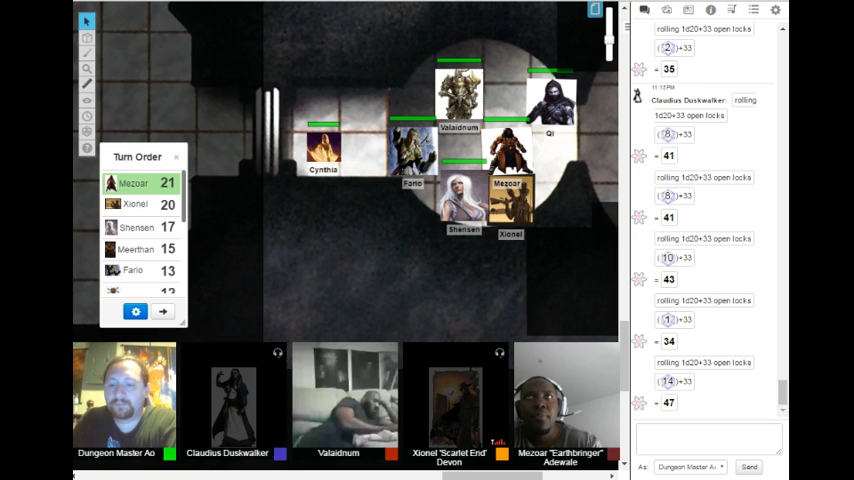 Turn Order ×
Mezoar 21
Xionel 20
Shensen 17
Meerthan 15
Fario 13
12
Cynthia
Fario
Valaidnum
Qi
Mezoar
Shensen
Xionel
rolling 1d20+33 open locks
(2)+33
= 35
11:15PM
Claudius Duskwalker: rolling
1d20+33 open locks
(8)+33
= 41
rolling 1d20+33 open locks
(8)+33
= 41
rolling 1d20+33 open locks
(10)+33
= 43
rolling 1d20+33 open locks
(1)+33
= 34
rolling 1d20+33 open locks
(14)+33
= 47
As: Dungeon Master A
Send
Dungeon Master Ao
Claudius Duskwalker
Valaidnum
Xionel 'Scarlet End'
Devon
Mezoar "Earthbringer"
Adewale